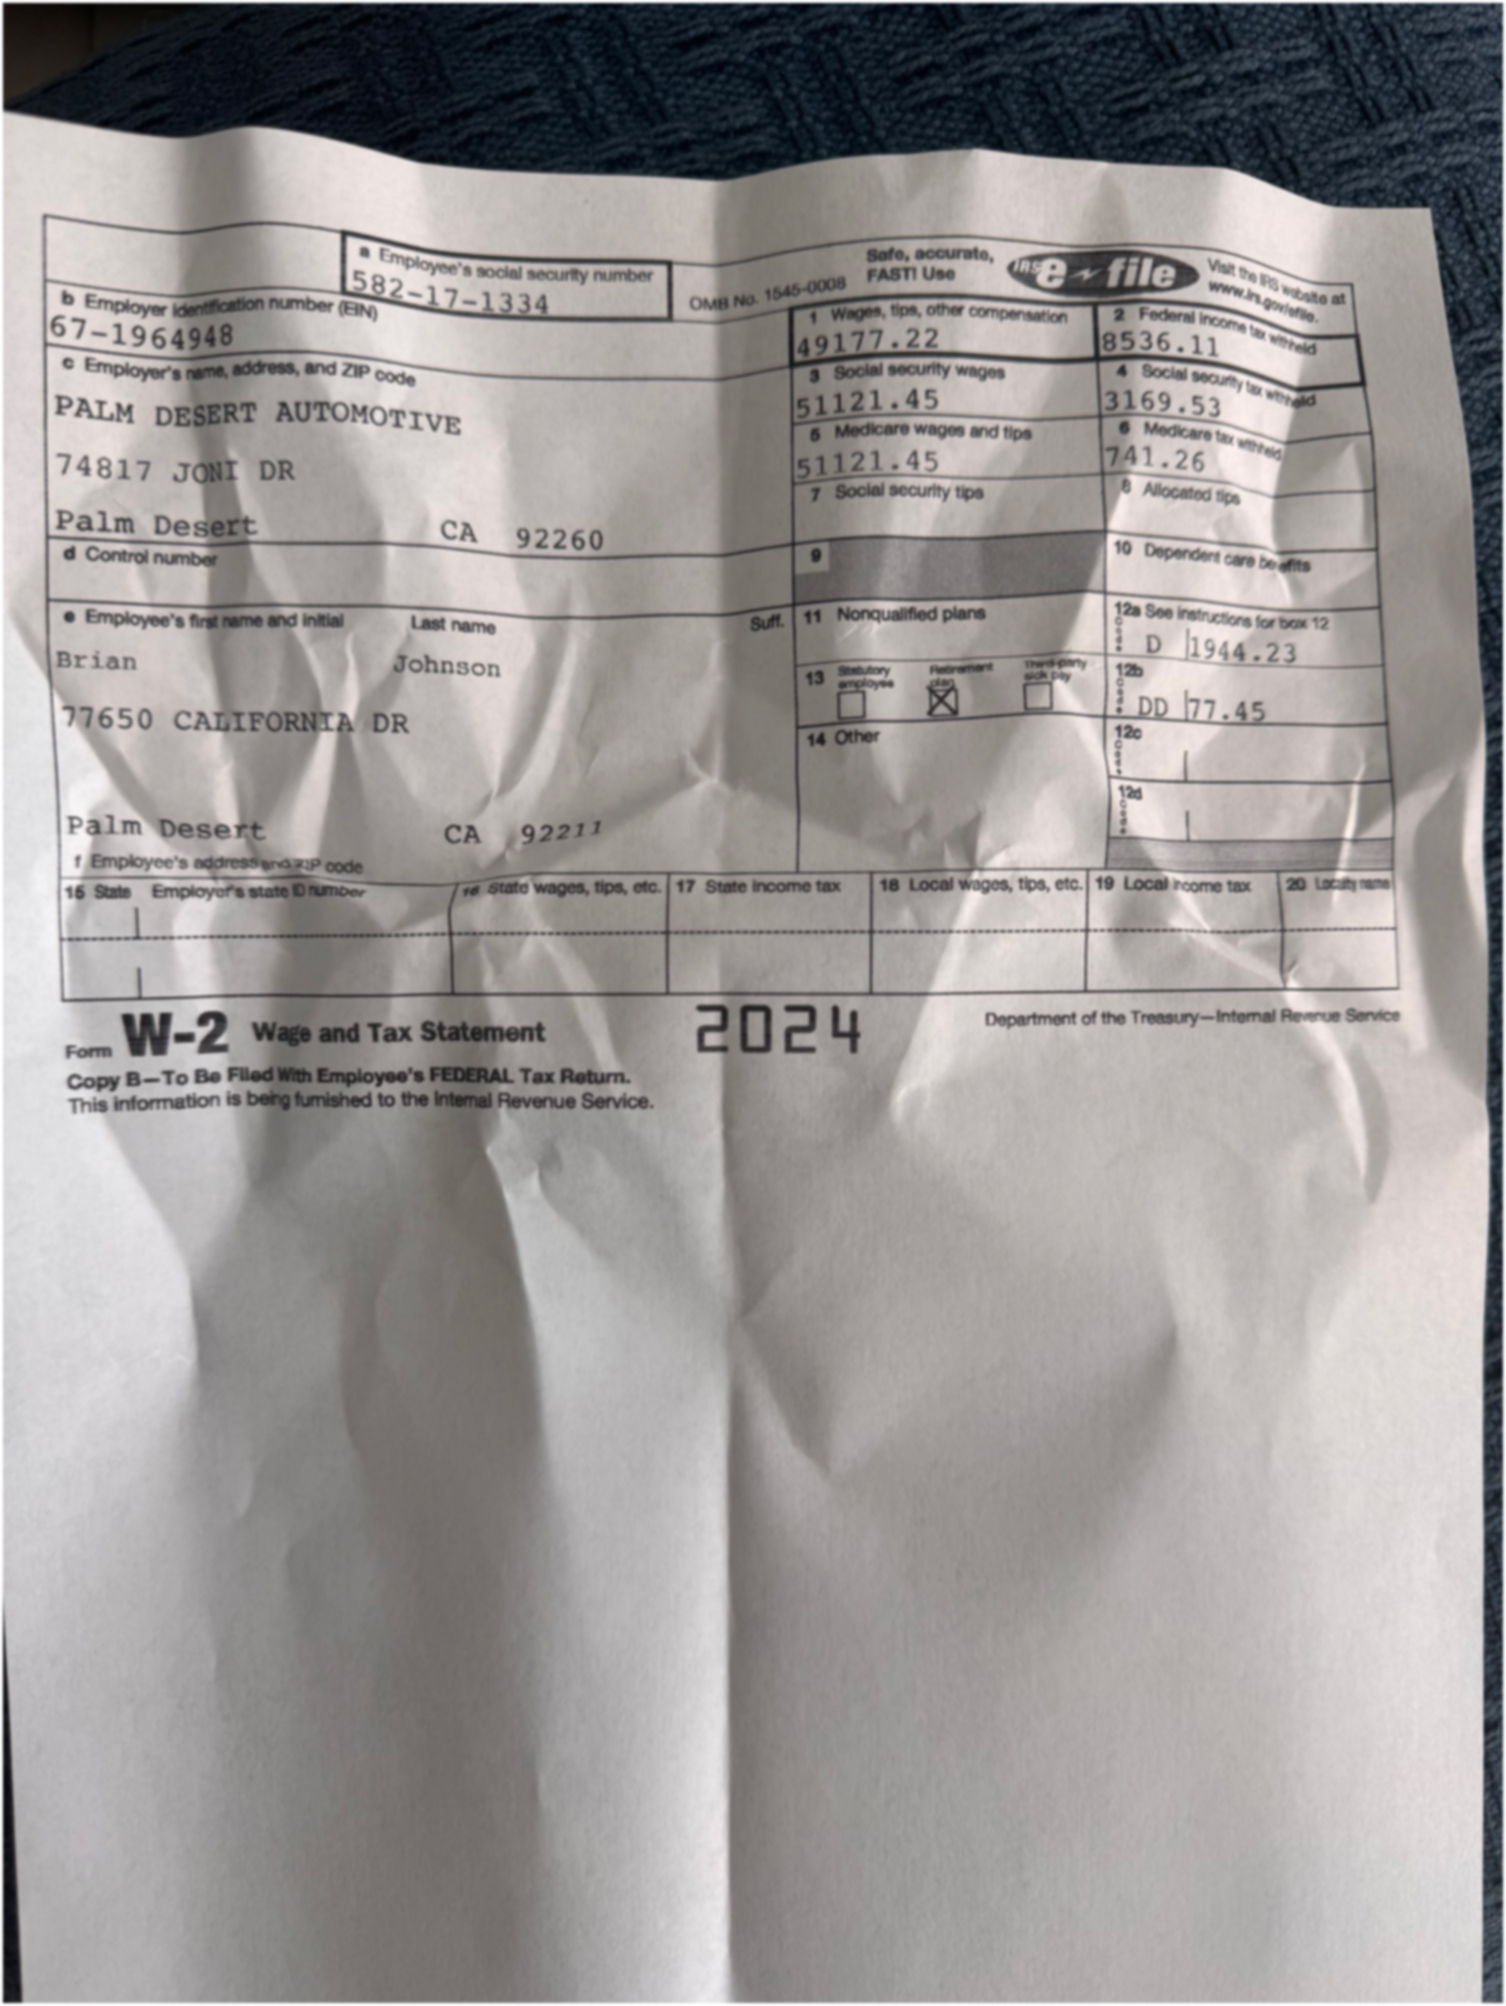 a Employee's social security number
582-17-1334
OMB No. 1545-0008
Safe, accurate,
FAST! Use
IRS e-file
Visit the IRS website at
www.irs.gov/efile.
b Employer identification number (EIN)
67-1964948
1 Wages, tips, other compensation
49177.22
2 Federal income tax withheld
8536.11
c Employer's name, address, and ZIP code
PALM DESERT AUTOMOTIVE
74817 JONI DR
Palm Desert CA 92260
3 Social security wages
51121.45
4 Social security tax withheld
3169.53
5 Medicare wages and tips
51121.45
6 Medicare tax withheld
741.26
7 Social security tips
8 Allocated tips
d Control number
9
10 Dependent care benefits
e Employee's first name and initial Last name Suff.
Brian Johnson
77650 CALIFORNIA DR
Palm Desert CA 92211
f Employee's address and ZIP code
11 Nonqualified plans
12a See instructions for box 12
Code D 1944.23
13 Statutory employee Retirement plan Third-party sick pay
12b
Code DD 77.45
14 Other
12c
Code
12d
Code
15 State Employer's state ID number
16 State wages, tips, etc.
17 State income tax
18 Local wages, tips, etc.
19 Local income tax
20 Locality name
Form W-2 Wage and Tax Statement
2024
Department of the Treasury—Internal Revenue Service
Copy B—To Be Filed With Employee's FEDERAL Tax Return.
This information is being furnished to the Internal Revenue Service.